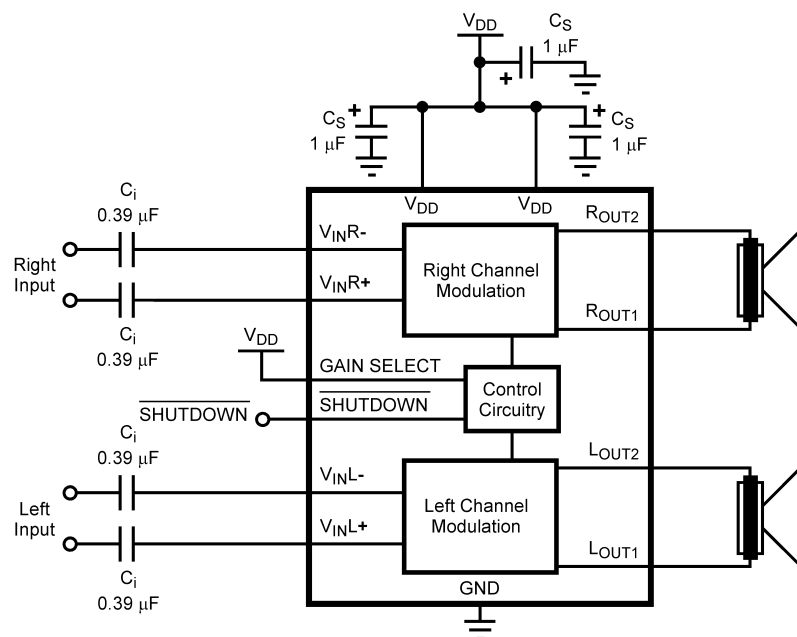 VDD
CS
1 μF
+
+
CS
1 μF
+
CS
1 μF
Ci
0.39 μF
VDD
VDD
ROUT2
VINR-
Right
Input
Right Channel
Modulation
VINR+
ROUT1
Ci
0.39 μF
VDD
GAIN SELECT
Control
Circuitry
SHUTDOWN
SHUTDOWN
Ci
0.39 μF
LOUT2
VINL-
Left
Input
Left Channel
Modulation
VINL+
LOUT1
Ci
0.39 μF
GND